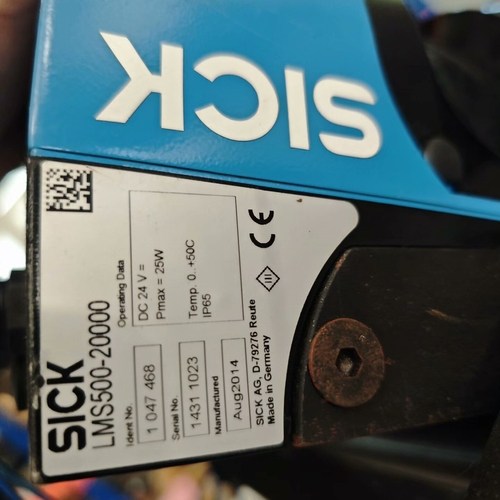 SICK
SICK
LMS500-20000
Ident No.
1 047 468
Serial No.
1431 1023
Manufactured
Aug2014
Operating Data
DC 24 V =
Pmax = 25W
Temp. 0. +50C
IP65
CE
III
SICK AG, D-79276 Reute
Made in Germany